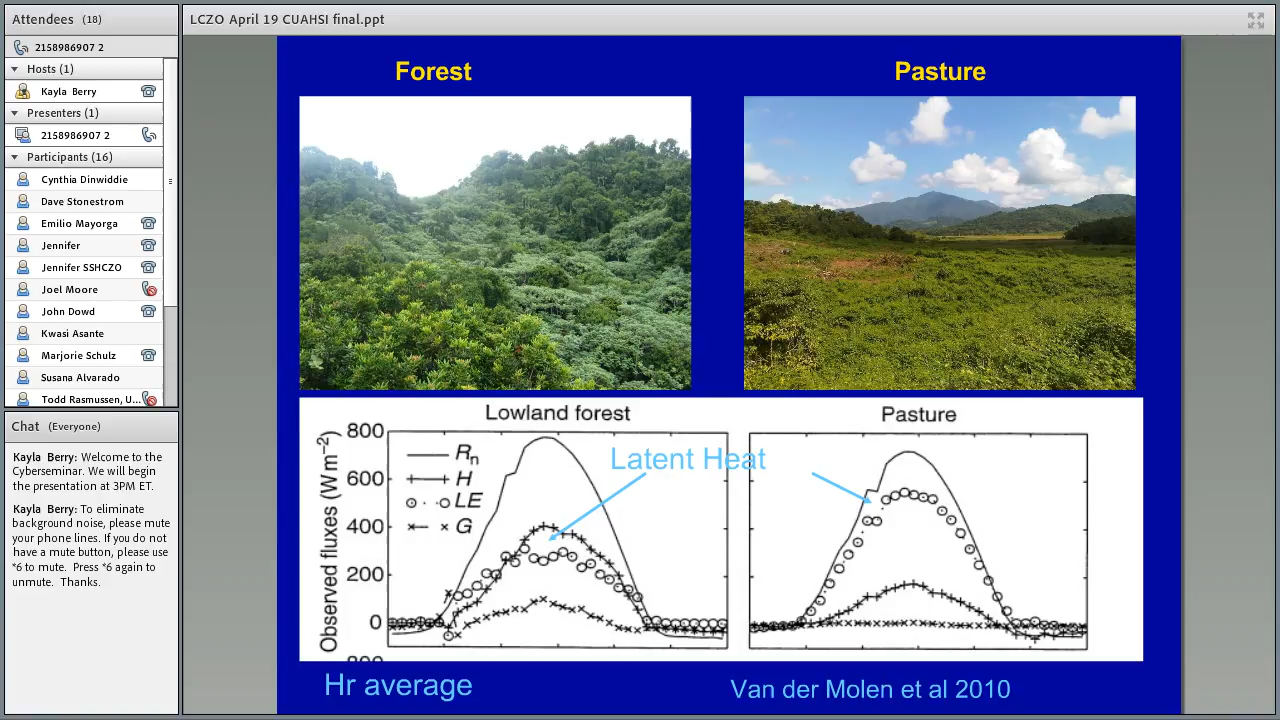 Attendees (18)
2158986907 2
Hosts (1)
Kayla Berry
Presenters (1)
2158986907 2
Participants (16)
Cynthia Dinwiddie
Dave Stonestrom
Emilio Mayorga
Jennifer
Jennifer SSHCZO
Joel Moore
John Dowd
Kwasi Asante
Marjorie Schulz
Susana Alvarado
Todd Rasmussen, U...
Chat (Everyone)
Kayla Berry: Welcome to the
Cyberseminar. We will begin
the presentation at 3PM ET.
Kayla Berry: To eliminate
background noise, please mute
your phone lines. If you do not
have a mute button, please use
*6 to mute. Press *6 again to
unmute. Thanks.
LCZO April 19 CUAHSI final.ppt
Forest
Pasture
Lowland forest
Pasture
Observed fluxes (W m⁻²)
800
600
400
200
0
Rn
H
LE
G
Latent Heat
Hr average
Van der Molen et al 2010